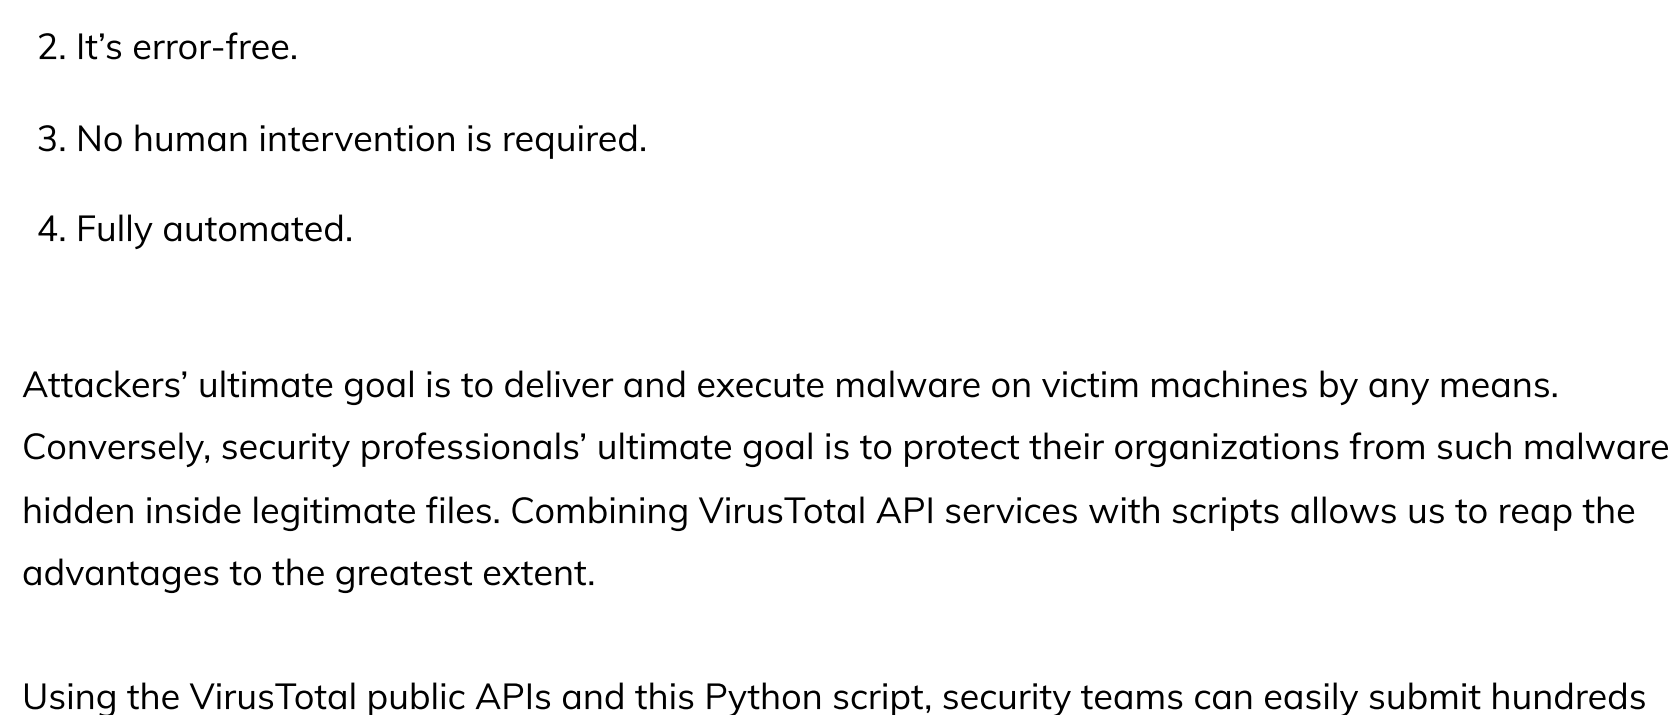 2. It’s error-free.
3. No human intervention is required.
4. Fully automated.
Attackers’ ultimate goal is to deliver and execute malware on victim machines by any means.
Conversely, security professionals’ ultimate goal is to protect their organizations from such malware
hidden inside legitimate files. Combining VirusTotal API services with scripts allows us to reap the
advantages to the greatest extent.
Using the VirusTotal public APIs and this Python script, security teams can easily submit hundreds